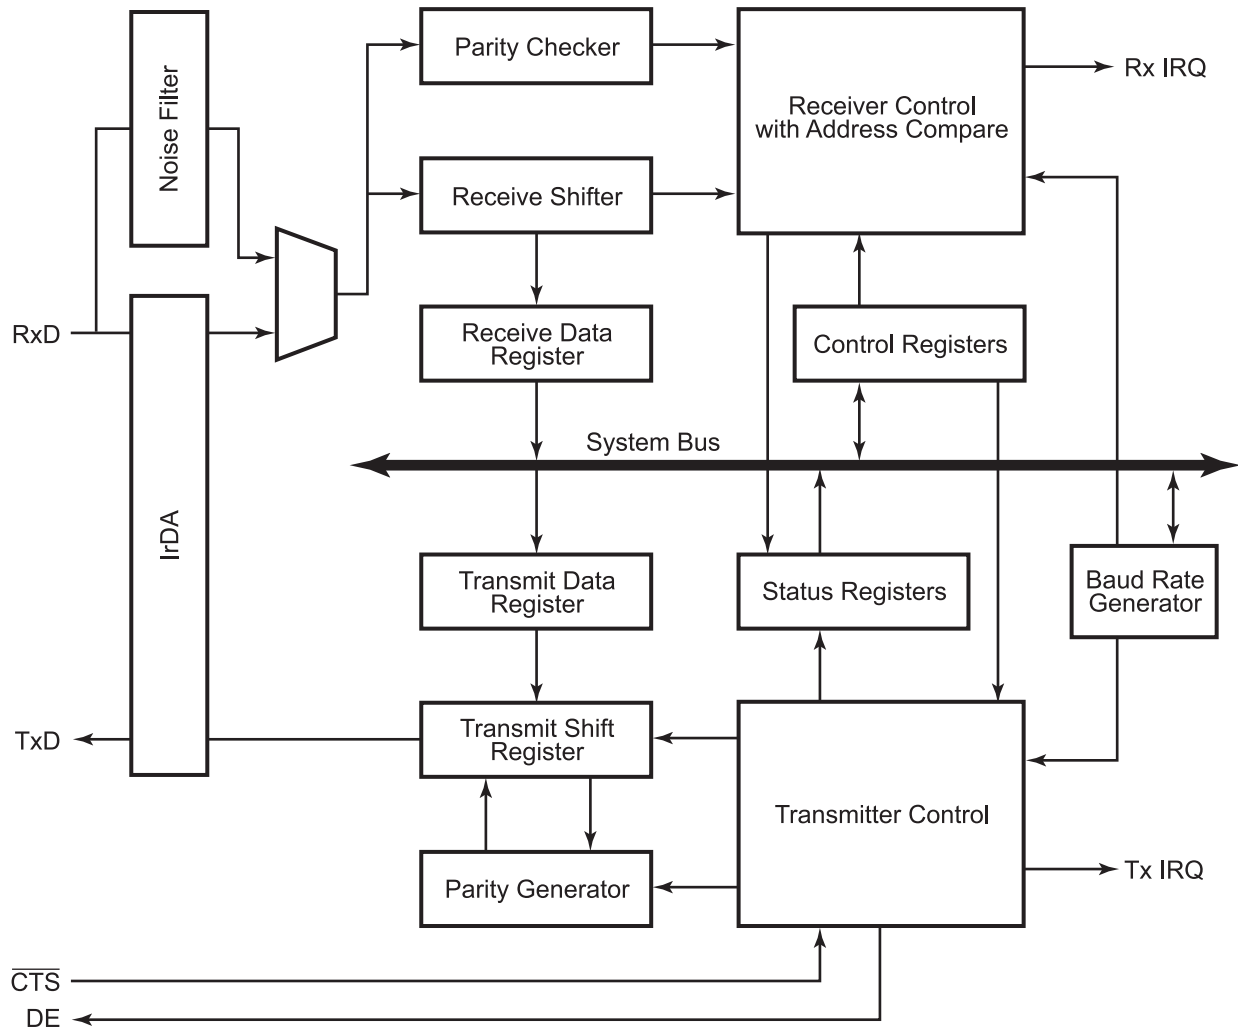 Parity Checker
Noise Filter
Receiver Control
with Address Compare
Rx IRQ
Receive Shifter
RxD
Receive Data
Register
Control Registers
System Bus
IrDA
Transmit Data
Register
Status Registers
Baud Rate
Generator
TxD
Transmit Shift
Register
Transmitter Control
Parity Generator
Tx IRQ
C̅T̅S̅
DE